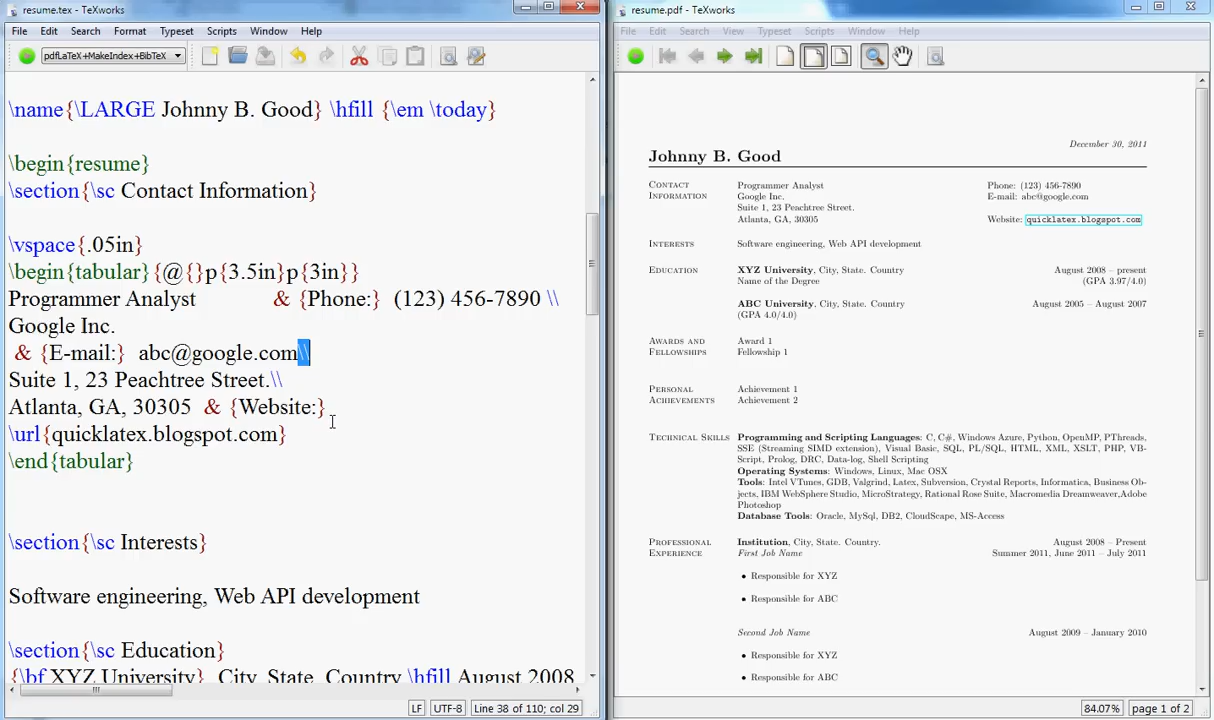 resume.tex - TeXworks
File Edit Search Format Typeset Scripts Window Help
pdfLaTeX+MakeIndex+BibTeX
\name{\LARGE Johnny B. Good} \hfill {\em \today}
\begin{resume}
\section{\sc Contact Information}
\vspace{.05in}
\begin{tabular}{@{}p{3.5in}p{3in}}
Programmer Analyst & {Phone:} (123) 456-7890 \\
Google Inc.
& {E-mail:} abc@google.com\\
Suite 1, 23 Peachtree Street.\\
Atlanta, GA, 30305 & {Website:}
\url{quicklatex.blogspot.com}
\end{tabular}
\section{\sc Interests}
Software engineering, Web API development
\section{\sc Education}
{\bf XYZ University}, City, State. Country \hfill August 2008
LF UTF-8 Line 38 of 110; col 29
resume.pdf - TeXworks
File Edit Search View Typeset Scripts Window Help
December 30, 2011
Johnny B. Good
Contact Information
Programmer Analyst Phone: (123) 456-7890
Google Inc. E-mail: abc@google.com
Suite 1, 23 Peachtree Street.
Atlanta, GA, 30305 Website: quicklatex.blogspot.com
Interests Software engineering, Web API development
Education XYZ University, City, State. Country August 2008 – present
Name of the Degree (GPA 3.97/4.0)
ABC University, City, State. Country August 2005 – August 2007
(GPA 4.0/4.0)
Awards and Award 1
Fellowships Fellowship 1
Personal Achievement 1
Achievements Achievement 2
Technical Skills Programming and Scripting Languages: C, C#, Windows Azure, Python, OpenMP, PThreads,
SSE (Streaming SIMD extension), Visual Basic, SQL, PL/SQL, HTML, XML, XSLT, PHP, VB-
Script, Prolog, DRC, Data-log, Shell Scripting
Operating Systems: Windows, Linux, Mac OSX
Tools: Intel VTunes, GDB, Valgrind, Latex, Subversion, Crystal Reports, Informatica, Business Ob-
jects, IBM WebSphere Studio, MicroStrategy, Rational Rose Suite, Macromedia Dreamweaver,Adobe
Photoshop
Database Tools: Oracle, MySql, DB2, CloudScape, MS-Access
Professional Institution, City, State. Country. August 2008 – Present
Experience First Job Name Summer 2011, June 2011 – July 2011
• Responsible for XYZ
• Responsible for ABC
Second Job Name August 2009 – January 2010
• Responsible for XYZ
• Responsible for ABC
84.07% page 1 of 2